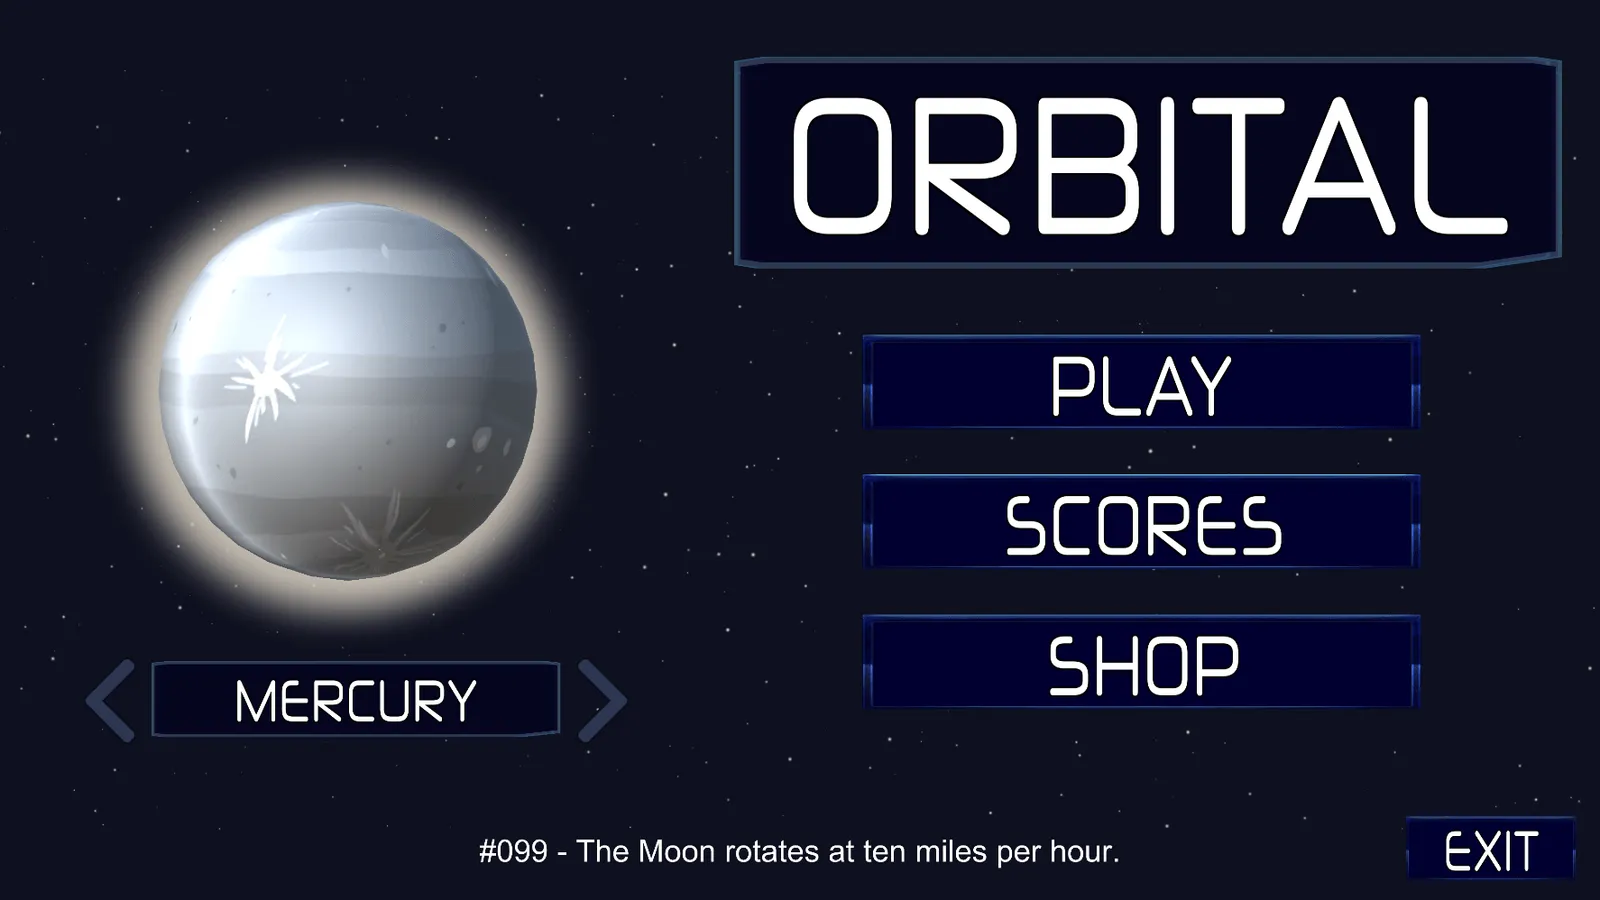 ORBITAL
PLAY
SCORES
SHOP
MERCURY
#099 - The Moon rotates at ten miles per hour.
EXIT